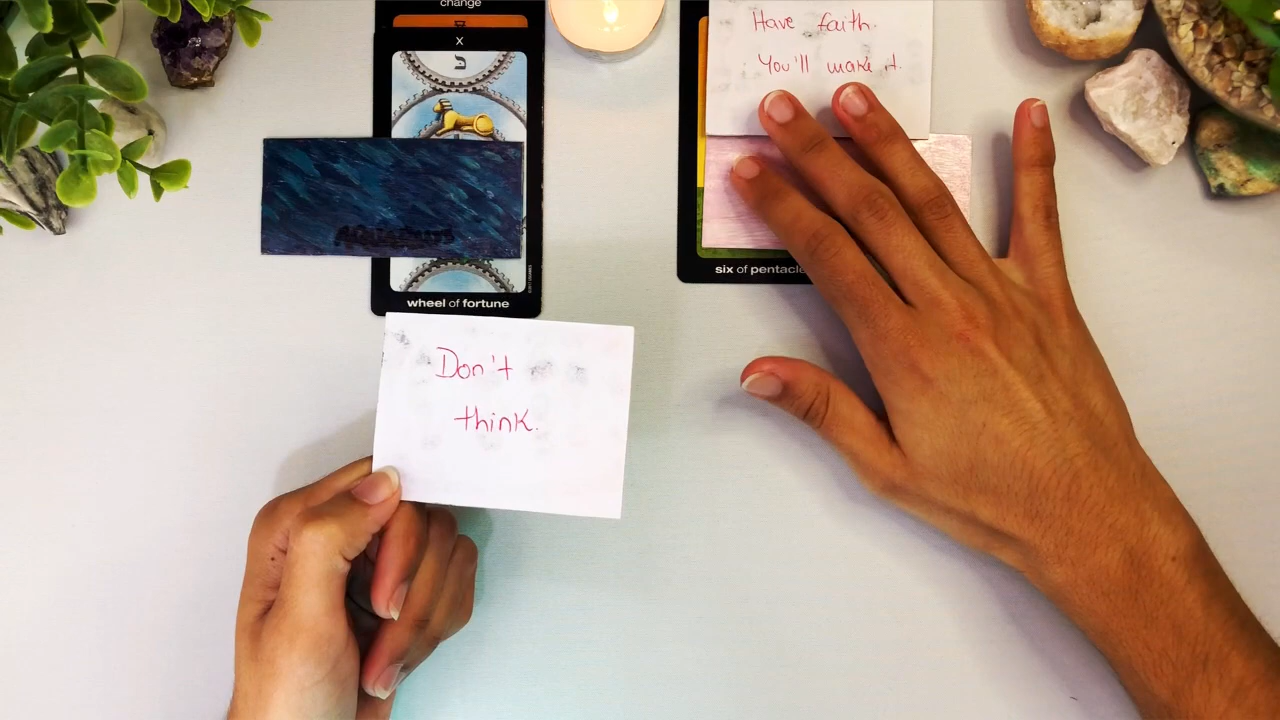 change
X
כ
wheel of fortune
Have faith.
You'll make it.
six of pentacle
Don't
think.